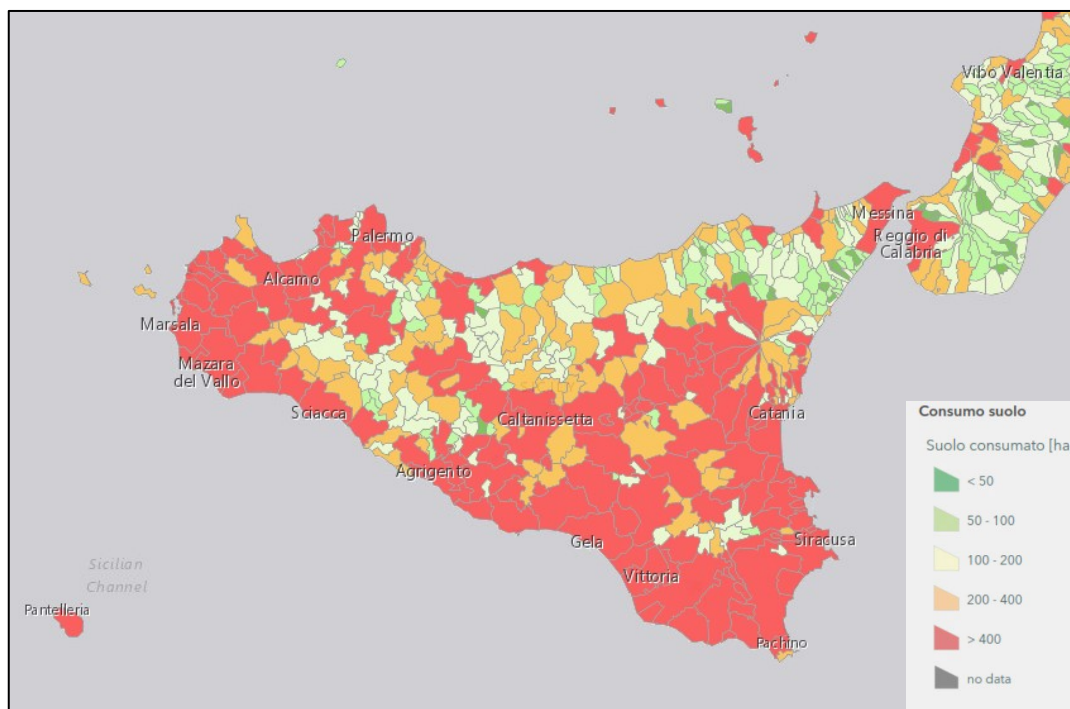 Vibo Valentia
Messina
Reggio di
Calabria
Palermo
Alcamo
Marsala
Mazara
del Vallo
Sciacca
Caltanissetta
Catania
Agrigento
Gela
Siracusa
Vittoria
Sicilian
Channel
Pantelleria
Pachino
Consumo suolo
Suolo consumato [ha
< 50
50 - 100
100 - 200
200 - 400
> 400
no data